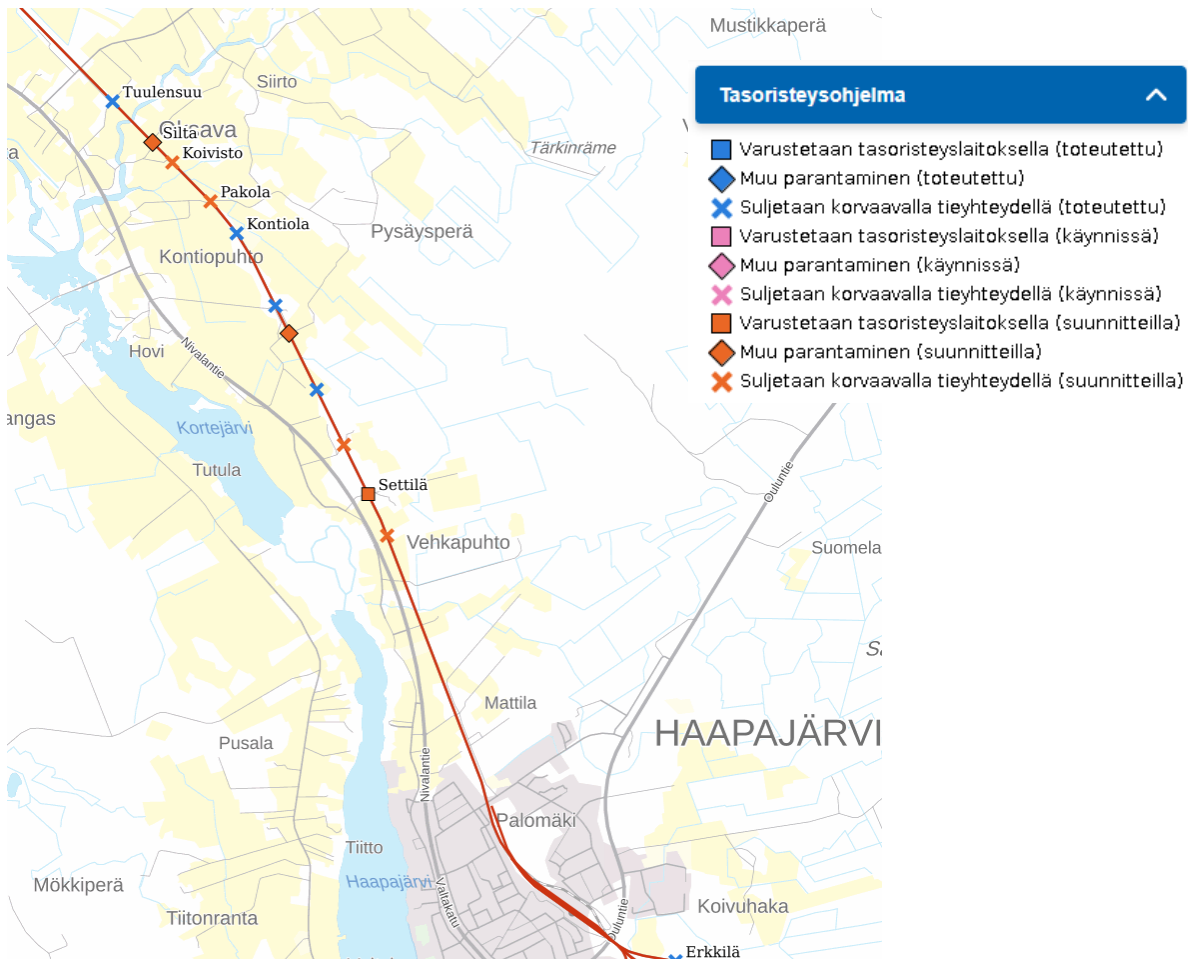 Mustikkaperä
Siirto
Tuulensuu
Silta
Koivisto
Tärkinräme
Pakola
Kontiola
Pysäysperä
Kontiopuhto
Hovi
Nivalantie
angas
Kortejärvi
Tutula
Settilä
Vehkapuhto
Ouluntie
Suomela
Mattila
HAAPAJÄRVI
Pusala
Nivalantie
Palomäki
Tiitto
Haapajärvi
Mökkiperä
Valtakatu
Tiitonranta
Ouluntie
Koivuhaka
Erkkilä
Tasoristeysohjelma
Varustetaan tasoristeyslaitoksella (toteutettu)
Muu parantaminen (toteutettu)
Suljetaan korvaavalla tieyhteydellä (toteutettu)
Varustetaan tasoristeyslaitoksella (käynnissä)
Muu parantaminen (käynnissä)
Suljetaan korvaavalla tieyhteydellä (käynnissä)
Varustetaan tasoristeyslaitoksella (suunnitteilla)
Muu parantaminen (suunnitteilla)
Suljetaan korvaavalla tieyhteydellä (suunnitteilla)